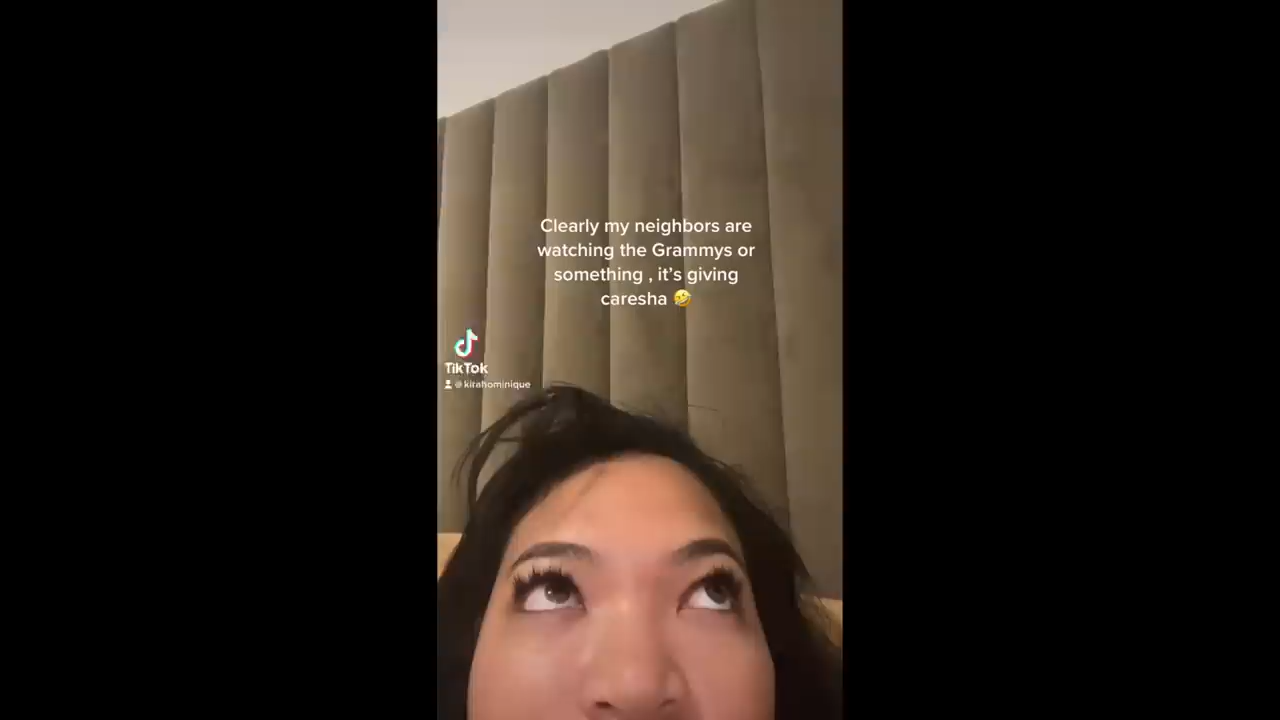 Clearly my neighbors are
watching the Grammys or
something , it's giving
caresha 🤣
TikTok
@kirahominique